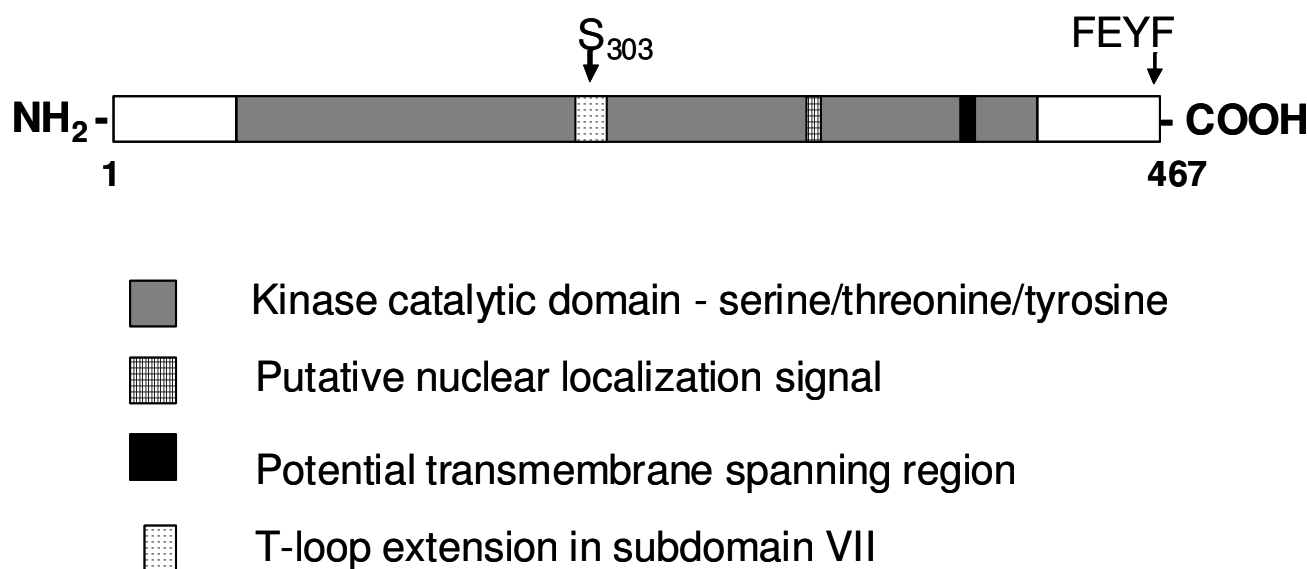 S303
FEYF
NH2 - - COOH
1 467
Kinase catalytic domain - serine/threonine/tyrosine
Putative nuclear localization signal
Potential transmembrane spanning region
T-loop extension in subdomain VII